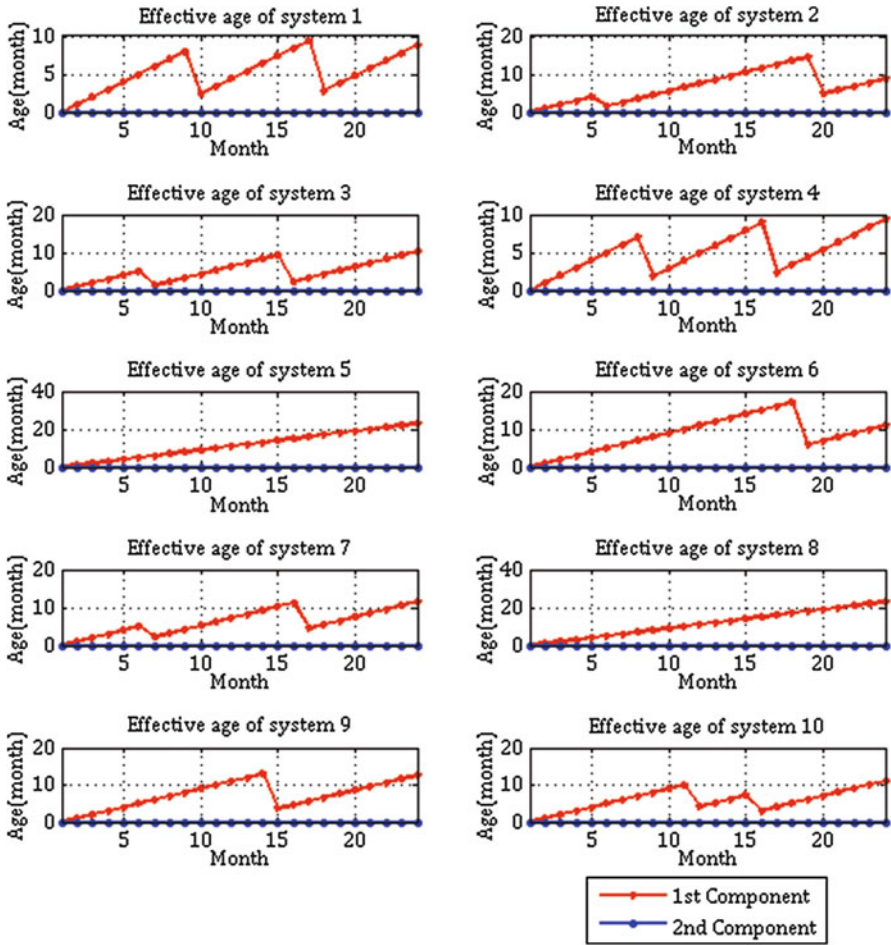 Effective age of system 1
Age(month)
10
5
0
5 10 15 20
Month
Effective age of system 2
Age(month)
20
10
0
5 10 15 20
Month
Effective age of system 3
Age(month)
20
10
0
5 10 15 20
Month
Effective age of system 4
Age(month)
10
5
0
5 10 15 20
Month
Effective age of system 5
Age(month)
40
20
0
5 10 15 20
Month
Effective age of system 6
Age(month)
20
10
0
5 10 15 20
Month
Effective age of system 7
Age(month)
20
10
0
5 10 15 20
Month
Effective age of system 8
Age(month)
40
20
0
5 10 15 20
Month
Effective age of system 9
Age(month)
20
10
0
5 10 15 20
Month
Effective age of system 10
Age(month)
20
10
0
5 10 15 20
Month
1st Component
2nd Component